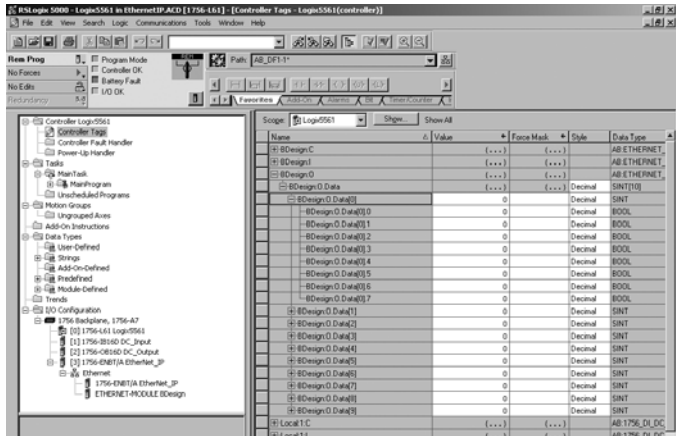 RSLogix 5000 - Logix5561 in EthernetIP.ACD [1756-L61] - [Controller Tags - Logix5561(controller)]
File Edit View Search Logic Communications Tools Window Help
Rem Prog
No Forces
No Edits
Redundancy
Program Mode
Controller OK
Battery Fault
I/O OK
Path: AB_DF1-1*
Favorites Add-On Alarms Bit Timer/Counter
Controller Logix5561
Controller Tags
Controller Fault Handler
Power-Up Handler
Tasks
MainTask
MainProgram
Unscheduled Programs
Motion Groups
Ungrouped Axes
Add-On Instructions
Data Types
User-Defined
Strings
Add-On-Defined
Predefined
Module-Defined
Trends
I/O Configuration
1756 Backplane, 1756-A7
[0] 1756-L61 Logix5561
[1] 1756-IB16D DC_Input
[2] 1756-OB16D DC_Output
[3] 1756-ENBT/A EtherNet_IP
Ethernet
1756-ENBT/A EtherNet_IP
ETHERNET-MODULE BDesign
Scope: Logix5561 Show... Show All
Name Value Force Mask Style Data Type
BDesign:C {...} {...} AB:ETHERNET_
BDesign:I {...} {...} AB:ETHERNET_
BDesign:O {...} {...} AB:ETHERNET_
BDesign:O.Data {...} {...} Decimal SINT[10]
BDesign:O.Data[0] 0 Decimal SINT
BDesign:O.Data[0].0 0 Decimal BOOL
BDesign:O.Data[0].1 0 Decimal BOOL
BDesign:O.Data[0].2 0 Decimal BOOL
BDesign:O.Data[0].3 0 Decimal BOOL
BDesign:O.Data[0].4 0 Decimal BOOL
BDesign:O.Data[0].5 0 Decimal BOOL
BDesign:O.Data[0].6 0 Decimal BOOL
BDesign:O.Data[0].7 0 Decimal BOOL
BDesign:O.Data[1] 0 Decimal SINT
BDesign:O.Data[2] 0 Decimal SINT
BDesign:O.Data[3] 0 Decimal SINT
BDesign:O.Data[4] 0 Decimal SINT
BDesign:O.Data[5] 0 Decimal SINT
BDesign:O.Data[6] 0 Decimal SINT
BDesign:O.Data[7] 0 Decimal SINT
BDesign:O.Data[8] 0 Decimal SINT
BDesign:O.Data[9] 0 Decimal SINT
Local:1:C {...} {...} AB:1756_DI_DC